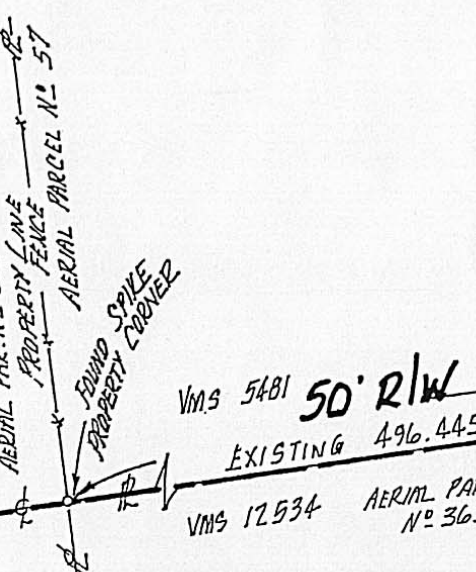 AERIAL PARCEL Nº 57
FENCE
PROPERTY LINE
AERIAL
FOUND SPIKE
PROPERTY CORNER
VMS 5481
50' R/W
EXISTING 496.445
VMS 12534
AERIAL
Nº 36.